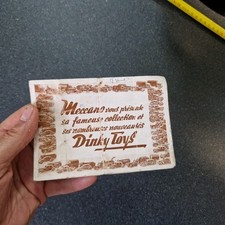 Meccano vous présente
sa fameuse collection et
ses nombreuses nouveautés
Dinky Toys